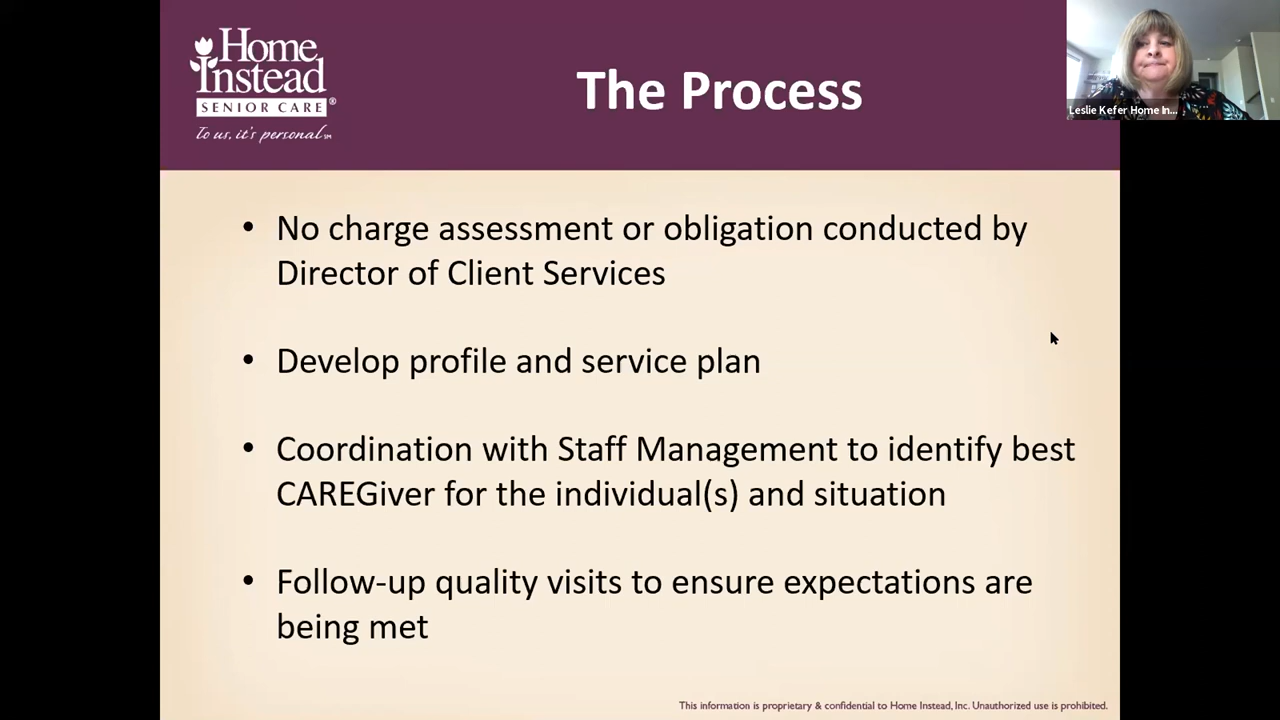 Home
Instead
SENIOR CARE®
To us, it's personal.SM
The Process
Leslie Kefer Home In...
• No charge assessment or obligation conducted by
Director of Client Services
• Develop profile and service plan
• Coordination with Staff Management to identify best
CAREGiver for the individual(s) and situation
• Follow-up quality visits to ensure expectations are
being met
This information is proprietary & confidential to Home Instead, Inc. Unauthorized use is prohibited.